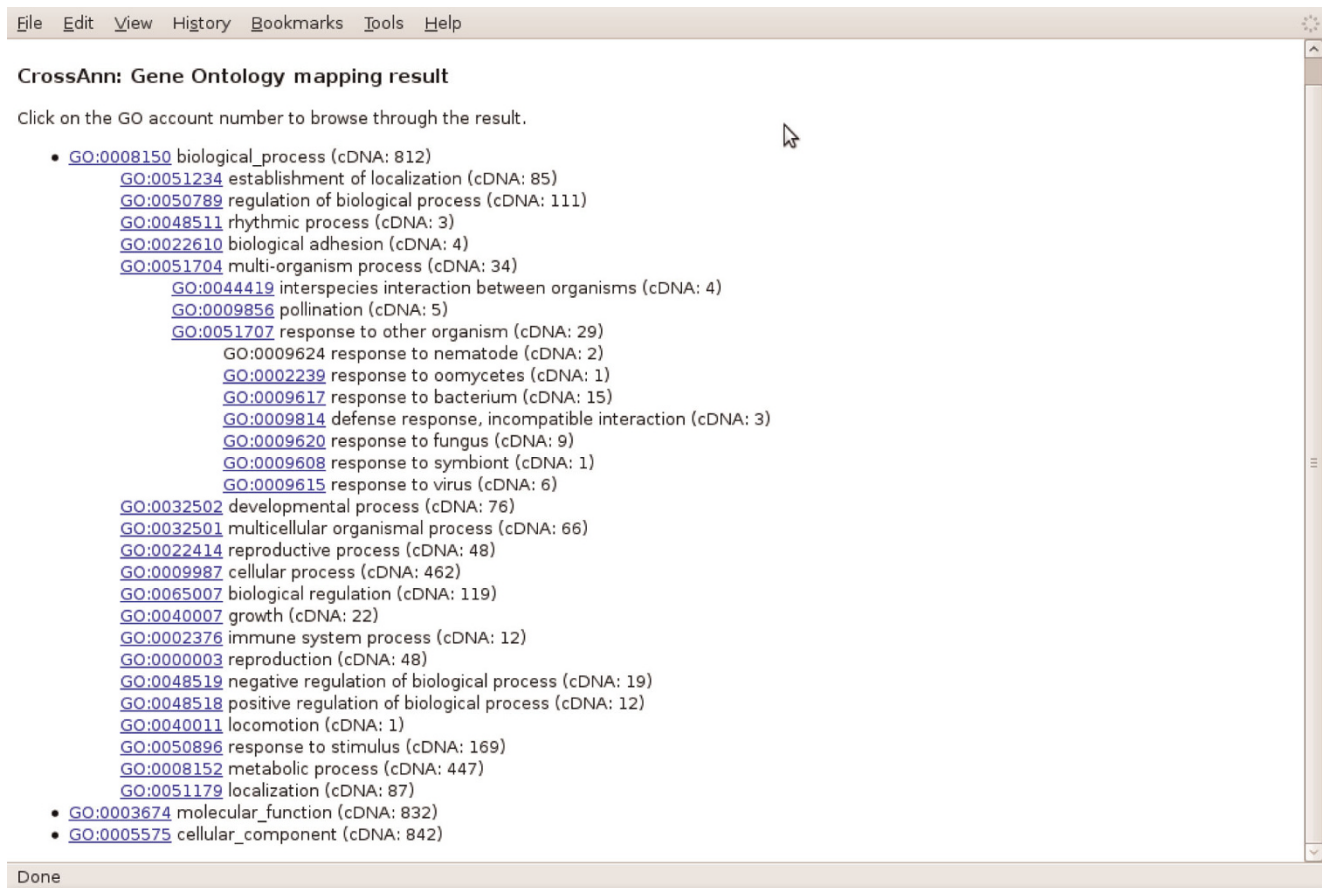 File Edit View History Bookmarks Tools Help
CrossAnn: Gene Ontology mapping result
Click on the GO account number to browse through the result.
• GO:0008150 biological_process (cDNA: 812)
GO:0051234 establishment of localization (cDNA: 85)
GO:0050789 regulation of biological process (cDNA: 111)
GO:0048511 rhythmic process (cDNA: 3)
GO:0022610 biological adhesion (cDNA: 4)
GO:0051704 multi-organism process (cDNA: 34)
GO:0044419 interspecies interaction between organisms (cDNA: 4)
GO:0009856 pollination (cDNA: 5)
GO:0051707 response to other organism (cDNA: 29)
GO:0009624 response to nematode (cDNA: 2)
GO:0002239 response to oomycetes (cDNA: 1)
GO:0009617 response to bacterium (cDNA: 15)
GO:0009814 defense response, incompatible interaction (cDNA: 3)
GO:0009620 response to fungus (cDNA: 9)
GO:0009608 response to symbiont (cDNA: 1)
GO:0009615 response to virus (cDNA: 6)
GO:0032502 developmental process (cDNA: 76)
GO:0032501 multicellular organismal process (cDNA: 66)
GO:0022414 reproductive process (cDNA: 48)
GO:0009987 cellular process (cDNA: 462)
GO:0065007 biological regulation (cDNA: 119)
GO:0040007 growth (cDNA: 22)
GO:0002376 immune system process (cDNA: 12)
GO:0000003 reproduction (cDNA: 48)
GO:0048519 negative regulation of biological process (cDNA: 19)
GO:0048518 positive regulation of biological process (cDNA: 12)
GO:0040011 locomotion (cDNA: 1)
GO:0050896 response to stimulus (cDNA: 169)
GO:0008152 metabolic process (cDNA: 447)
GO:0051179 localization (cDNA: 87)
• GO:0003674 molecular_function (cDNA: 832)
• GO:0005575 cellular_component (cDNA: 842)
Done